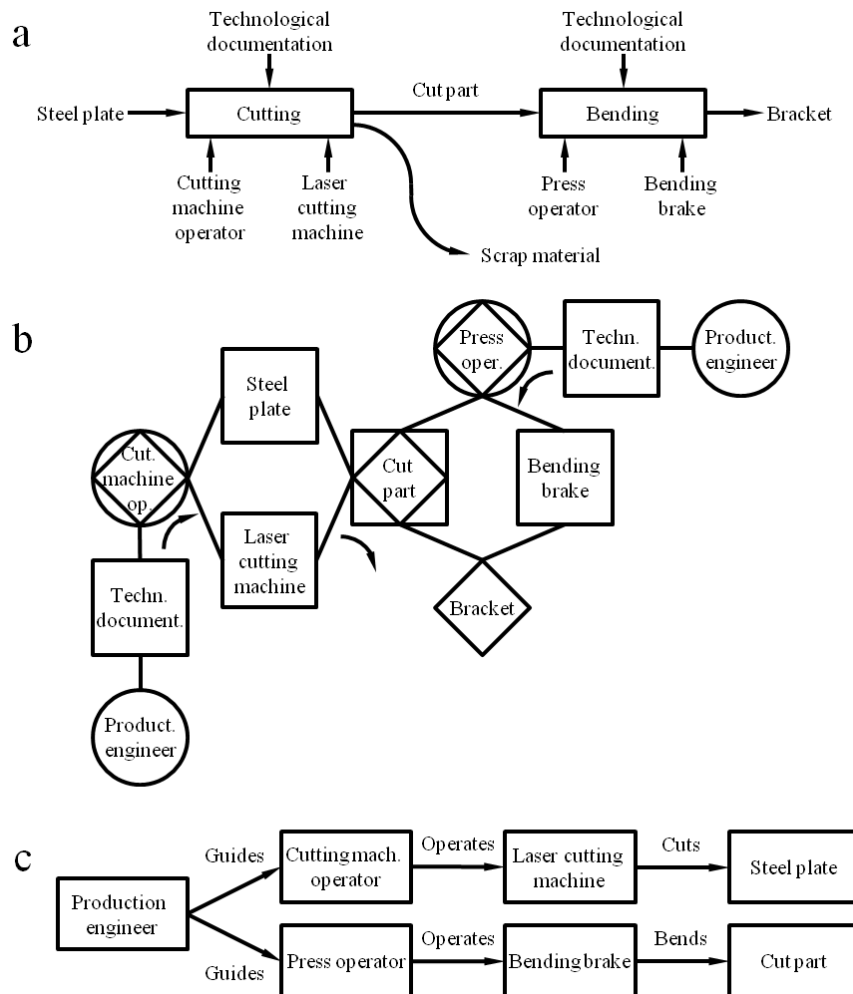 a
Technological
documentation
Technological
documentation
Steel plate
Cutting
Cut part
Bending
Bracket
Cutting
machine
operator
Laser
cutting
machine
Press
operator
Bending
brake
Scrap material
b
Press
oper.
Techn.
document.
Product.
engineer
Steel
plate
Cut.
machine
op.
Cut
part
Bending
brake
Laser
cutting
machine
Techn.
document.
Bracket
Product.
engineer
c
Production
engineer
Guides
Cutting mach.
operator
Operates
Laser cutting
machine
Cuts
Steel plate
Guides
Press operator
Operates
Bending brake
Bends
Cut part